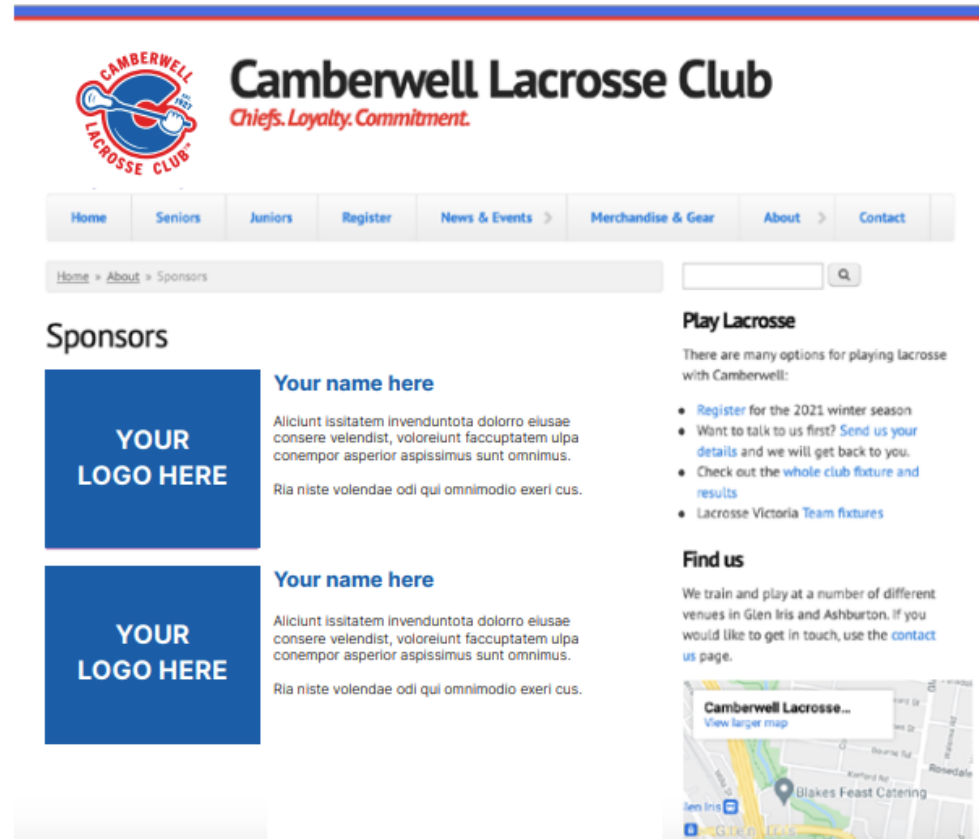 CAMBERWELL
EST.
1927
LACROSSE CLUB
Camberwell Lacrosse Club
Chiefs. Loyalty. Commitment.
Home Seniors Juniors Register News & Events Merchandise & Gear About Contact
Home » About » Sponsors
Sponsors
YOUR
LOGO HERE
Your name here
Aliciunt issitatem invenduntota dolorro eiusae
consere velendist, voloreiunt faccuptatem ulpa
conempor asperior aspissimus sunt omnimus.
Ria niste volendae odi qui omnimodio exeri cus.
YOUR
LOGO HERE
Your name here
Aliciunt issitatem invenduntota dolorro eiusae
consere velendist, voloreiunt faccuptatem ulpa
conempor asperior aspissimus sunt omnimus.
Ria niste volendae odi qui omnimodio exeri cus.
Play Lacrosse
There are many options for playing lacrosse
with Camberwell:
• Register for the 2021 winter season
• Want to talk to us first? Send us your
details and we will get back to you.
• Check out the whole club fixture and
results
• Lacrosse Victoria Team fixtures
Find us
We train and play at a number of different
venues in Glen Iris and Ashburton. If you
would like to get in touch, use the contact
us page.
Camberwell Lacrosse...
View larger map
Bourne Rd
Rosedale
Blakes Feast Catering
Glen Iris